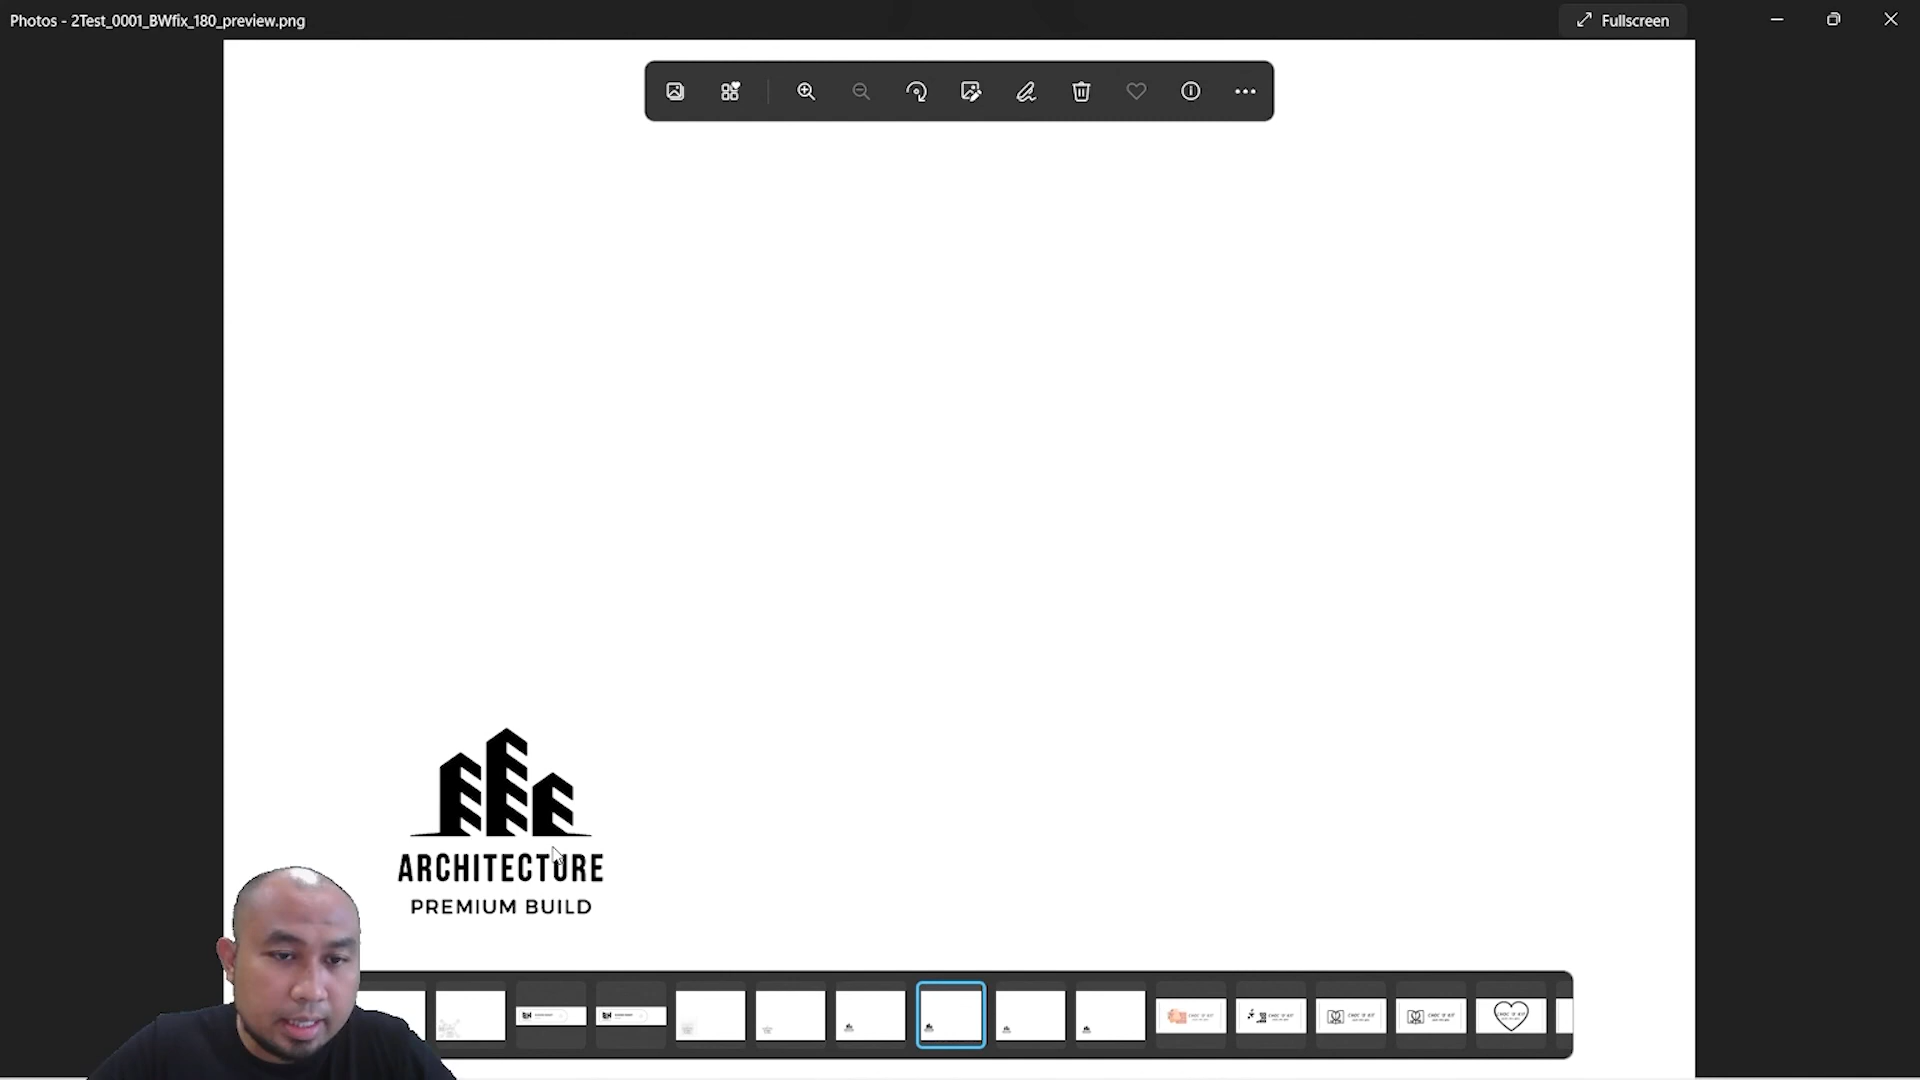 Photos - 2Test_0001_BWfix_180_preview.png
Fullscreen
ARCHITECTURE
PREMIUM BUILD